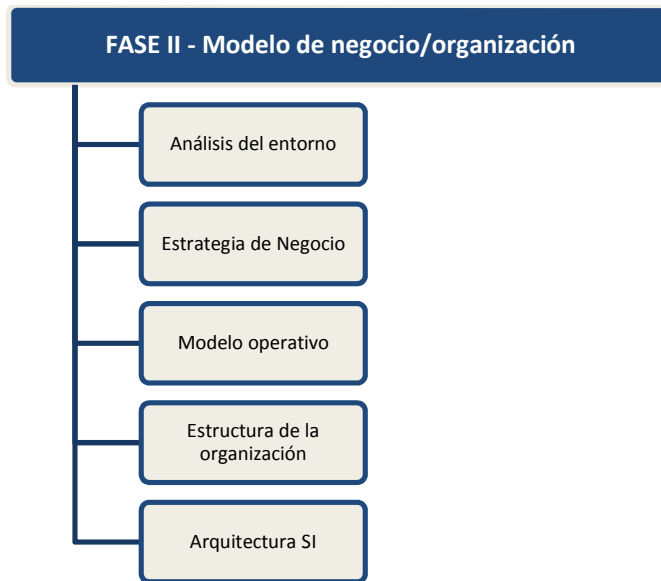 FASE II - Modelo de negocio/organización
Análisis del entorno
Estrategia de Negocio
Modelo operativo
Estructura de la
organización
Arquitectura SI